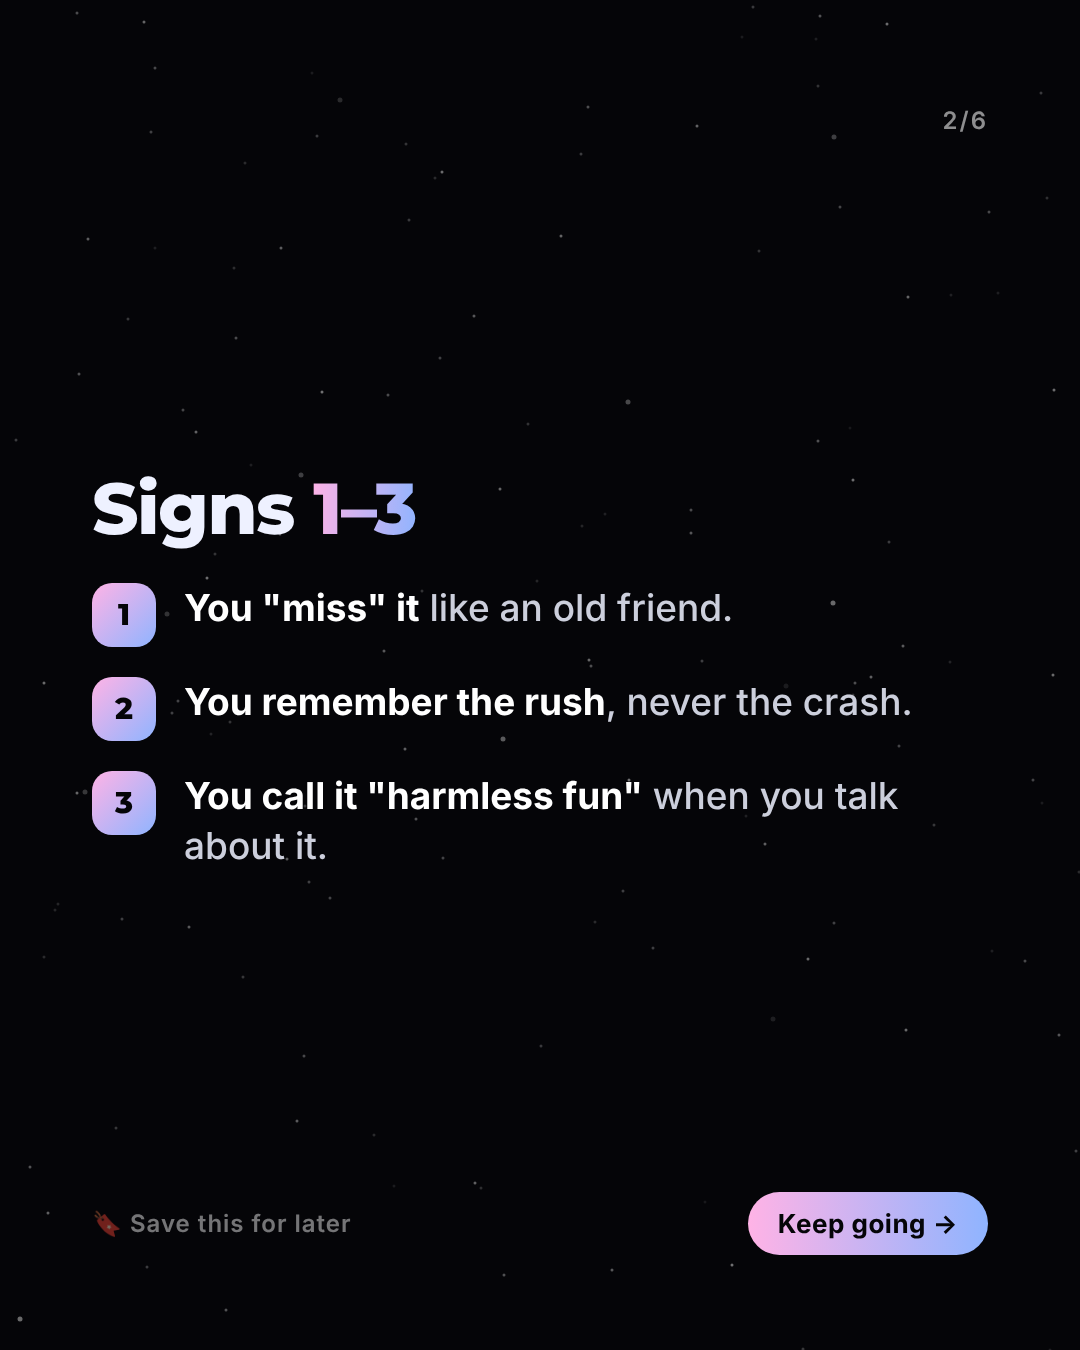 2/6
Signs 1–3
1 You "miss" it like an old friend.
2 You remember the rush, never the crash.
3 You call it "harmless fun" when you talk
about it.
🔖 Save this for later
Keep going →